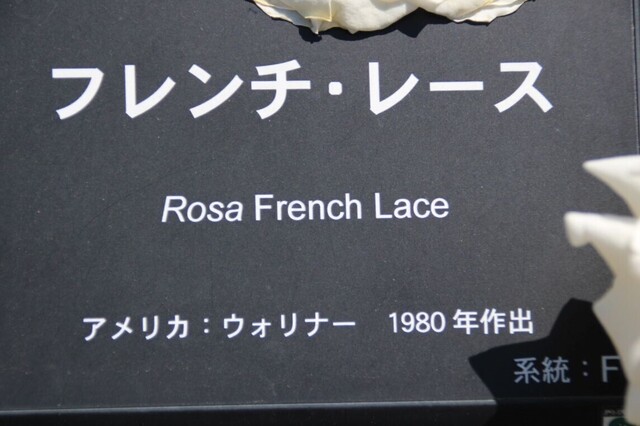 フレンチ・レース
Rosa French Lace
アメリカ：ウォリナー　1980 年作出
系統：F